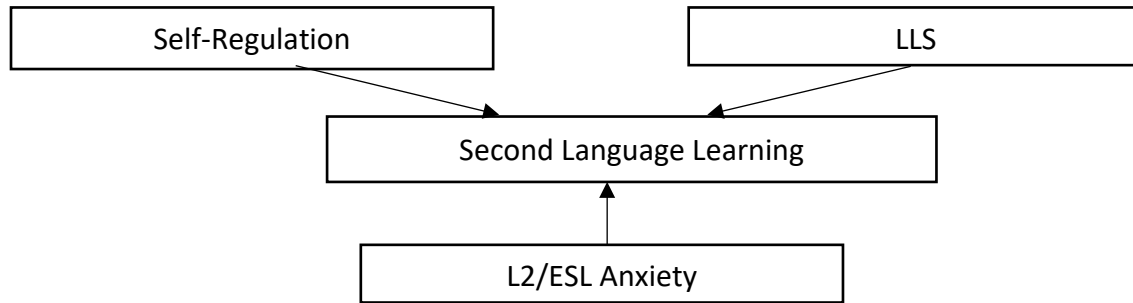 Self-Regulation
LLS
Second Language Learning
L2/ESL Anxiety